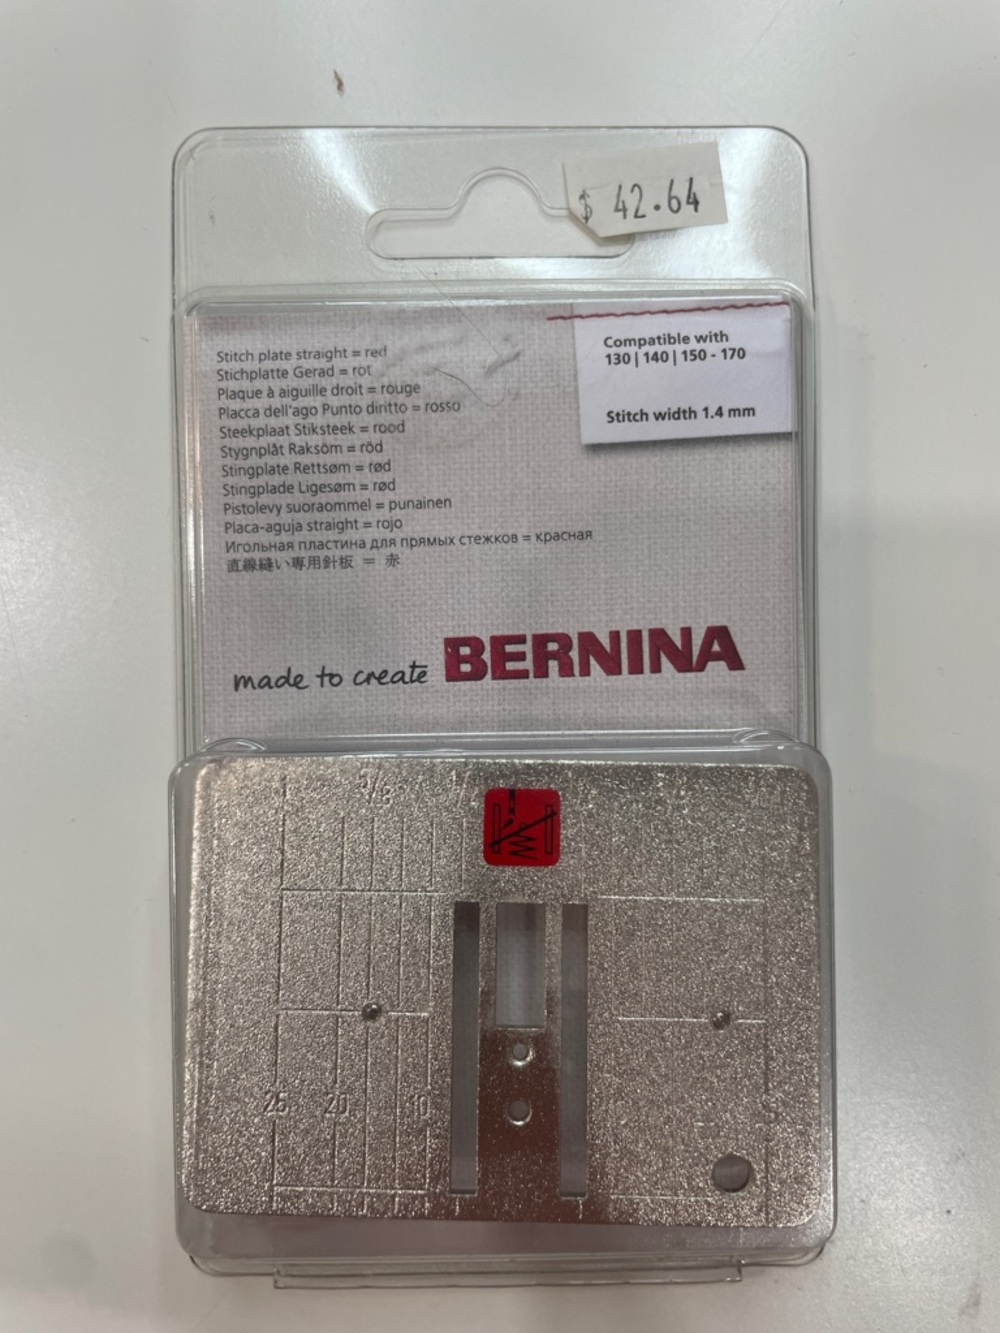 $ 42.64
Compatible with
130 | 140 | 150 - 170
Stitch width 1.4 mm
Stitch plate straight = red
Stichplatte Gerad = rot
Plaque à aiguille droit = rouge
Placca dell'ago Punto diritto = rosso
Steekplaat Stiksteek = rood
Stygnplåt Raksöm = röd
Stingplate Rettsøm = rød
Stingplade Ligesøm = rød
Pistolevy suoraommel = punainen
Placa-aguja straight = rojo
Игольная пластина для прямых стежков = красная
直線縫い専用針板 = 赤
made to create BERNINA
5/8
25 20 10